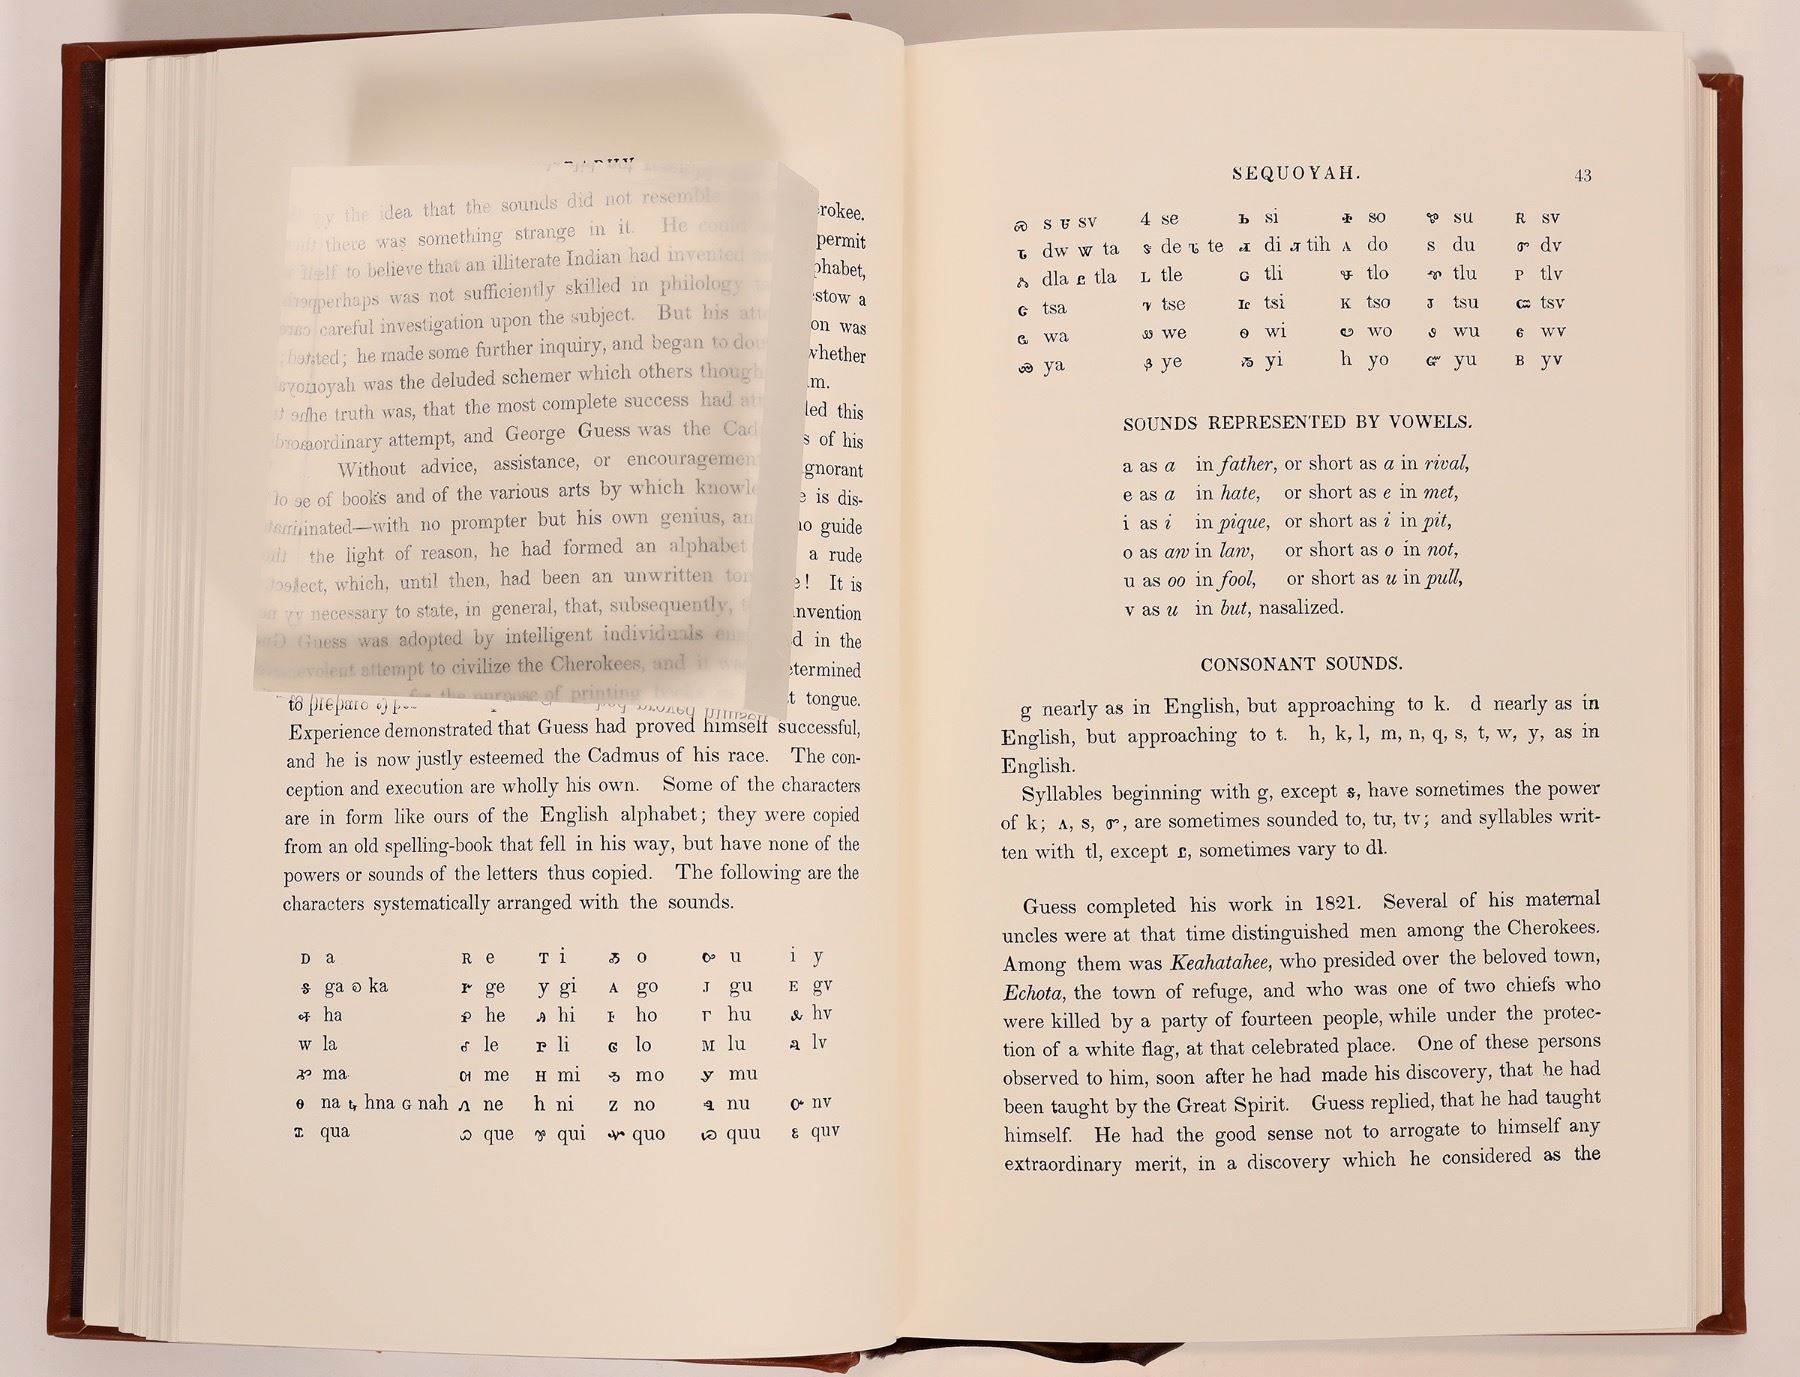 the idea that the sounds did not resemble rokee.
there was something strange in it. He could permit
to believe that an illiterate Indian had invented phabet,
perhaps was not sufficiently skilled in philology stow a
careful investigation upon the subject. But his on was
he made some further inquiry, and began to whether
was the deluded schemer which others m.
truth was, that the most complete success had this
attempt, and George Guess was the of his
Without advice, assistance, or encouragement gnorant
of books and of the various arts by which is dis-
with no prompter but his own genius, guide
the light of reason, he had formed an alphabet a rude
which, until then, had been an unwritten ! It is
necessary to state, in general, that, subsequently, nvention
Guess was adopted by intelligent individuals in the
attempt to civilize the Cherokees, and it etermined
to for the purpose of printing t tongue.
Experience demonstrated that Guess had proved himself successful,
and he is now justly esteemed the Cadmus of his race. The con-
ception and execution are wholly his own. Some of the characters
are in form like ours of the English alphabet; they were copied
from an old spelling-book that fell in his way, but have none of the
powers or sounds of the letters thus copied. The following are the
characters systematically arranged with the sounds.
Ꭰ a Ꭱ e Ꭲ i Ꭳ o Ꭴ u Ꭵ y
Ꭶ ga Ꭷ ka Ꭸ ge Ꭹ gi Ꭺ go Ꭻ gu Ꭼ gv
Ꭽ ha Ꭾ he Ꭿ hi Ꮀ ho Ꮁ hu Ꮂ hv
Ꮃ la Ꮄ le Ꮅ li Ꮆ lo Ꮇ lu Ꮈ lv
Ꮉ ma Ꮊ me Ꮋ mi Ꮌ mo Ꮍ mu
Ꮎ na Ꮏ hna Ꮐ nah Ꮑ ne Ꮒ ni Ꮓ no Ꮔ nu Ꮕ nv
Ꮖ qua Ꮗ que Ꮘ qui Ꮙ quo Ꮚ quu Ꮛ quv
SEQUOYAH. 43
Ꮝ s Ꮜ sv Ꮞ se Ꮟ si Ꮠ so Ꮡ su Ꮢ sv
Ꮣ dw Ꮤ ta Ꮥ de Ꮦ te Ꮧ di Ꮨ tih Ꮩ do Ꮪ du Ꮫ dv
Ꮬ dla Ꮭ tla Ꮮ tle Ꮯ tli Ꮰ tlo Ꮱ tlu Ꮲ tlv
Ꮳ tsa Ꮴ tse Ꮵ tsi Ꮶ tso Ꮷ tsu Ꮸ tsv
Ꮹ wa Ꮺ we Ꮻ wi Ꮼ wo Ꮽ wu Ꮾ wv
Ꮿ ya Ᏸ ye Ᏹ yi Ᏺ yo Ᏻ yu Ᏼ yv
SOUNDS REPRESENTED BY VOWELS.
a as a in father, or short as a in rival,
e as a in hate, or short as e in met,
i as i in pique, or short as i in pit,
o as aw in law, or short as o in not,
u as oo in fool, or short as u in pull,
v as u in but, nasalized.
CONSONANT SOUNDS.
g nearly as in English, but approaching to k. d nearly as in
English, but approaching to t. h, k, l, m, n, q, s, t, w, y, as in
English.
Syllables beginning with g, except Ꭶ, have sometimes the power
of k; Ꮩ, Ꮪ, Ꮫ, are sometimes sounded to, tu, tv; and syllables writ-
ten with tl, except Ꮭ, sometimes vary to dl.
Guess completed his work in 1821. Several of his maternal
uncles were at that time distinguished men among the Cherokees.
Among them was Keahatahee, who presided over the beloved town,
Echota, the town of refuge, and who was one of two chiefs who
were killed by a party of fourteen people, while under the protec-
tion of a white flag, at that celebrated place. One of these persons
observed to him, soon after he had made his discovery, that he had
been taught by the Great Spirit. Guess replied, that he had taught
himself. He had the good sense not to arrogate to himself any
extraordinary merit, in a discovery which he considered as the